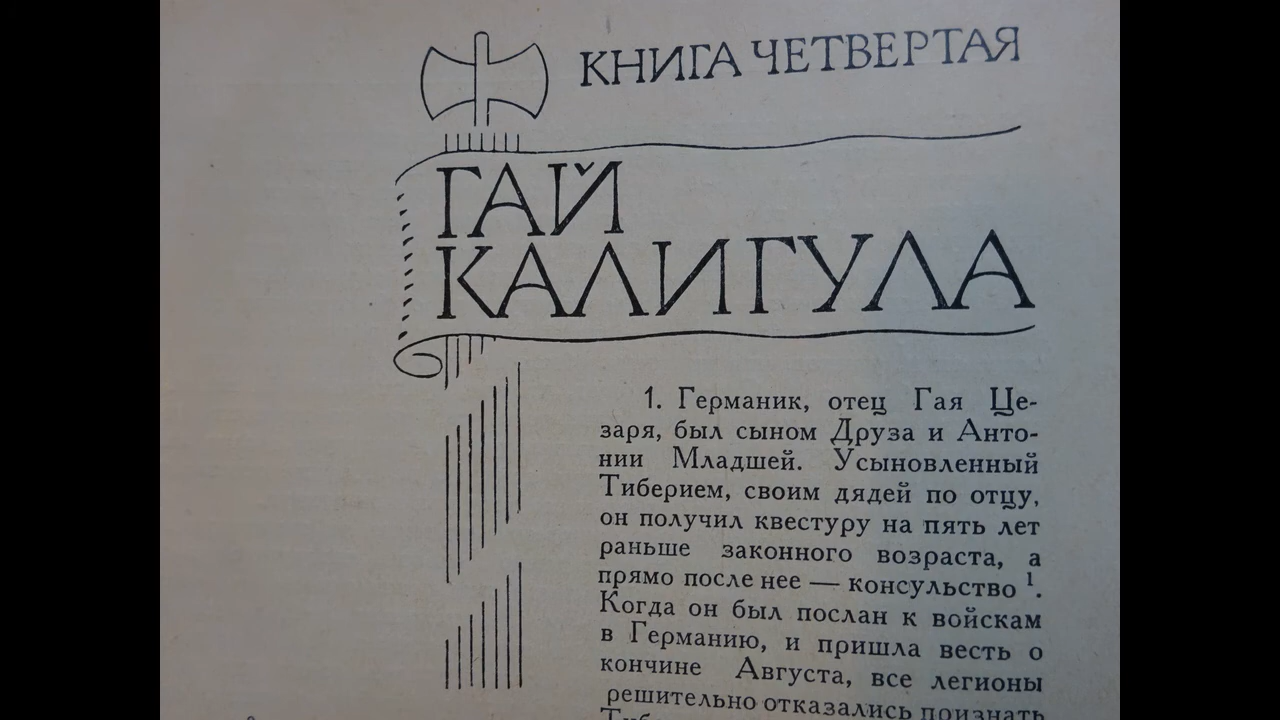 КНИГА ЧЕТВЕРТАЯ
ГАЙ
КАЛИГУЛА
1. Германик, отец Гая Це-
заря, был сыном Друза и Анто-
нии Младшей. Усыновленный
Тиберием, своим дядей по отцу,
он получил квестуру на пять лет
раньше законного возраста, а
прямо после нее — консульство ¹.
Когда он был послан к войскам
в Германию, и пришла весть о
кончине Августа, все легионы
решительно отказались признать